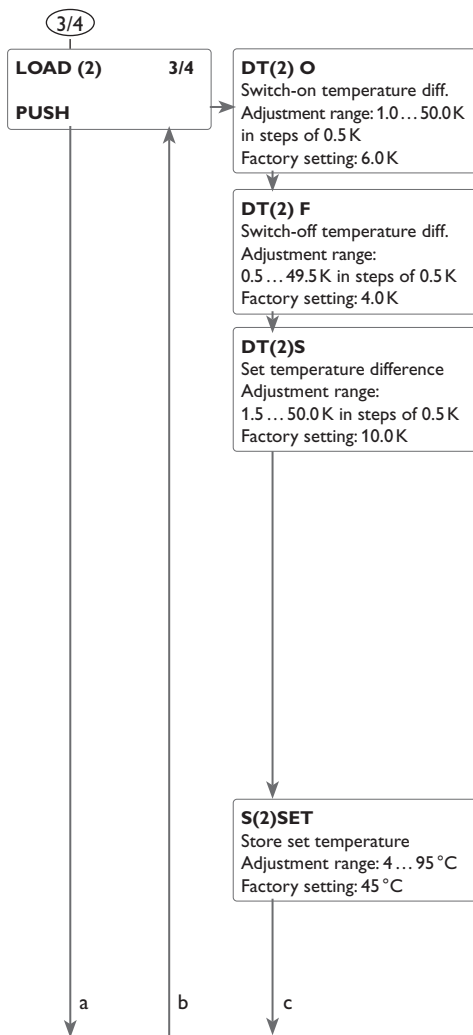 3/4
LOAD (2) 3/4
PUSH
DT(2) O
Switch-on temperature diff.
Adjustment range: 1.0 … 50.0 K
in steps of 0.5 K
Factory setting: 6.0 K
DT(2) F
Switch-off temperature diff.
Adjustment range:
0.5 … 49.5 K in steps of 0.5 K
Factory setting: 4.0 K
DT(2)S
Set temperature difference
Adjustment range:
1.5 … 50.0 K in steps of 0.5 K
Factory setting: 10.0 K
S(2)SET
Store set temperature
Adjustment range: 4 … 95 °C
Factory setting: 45 °C
a b c